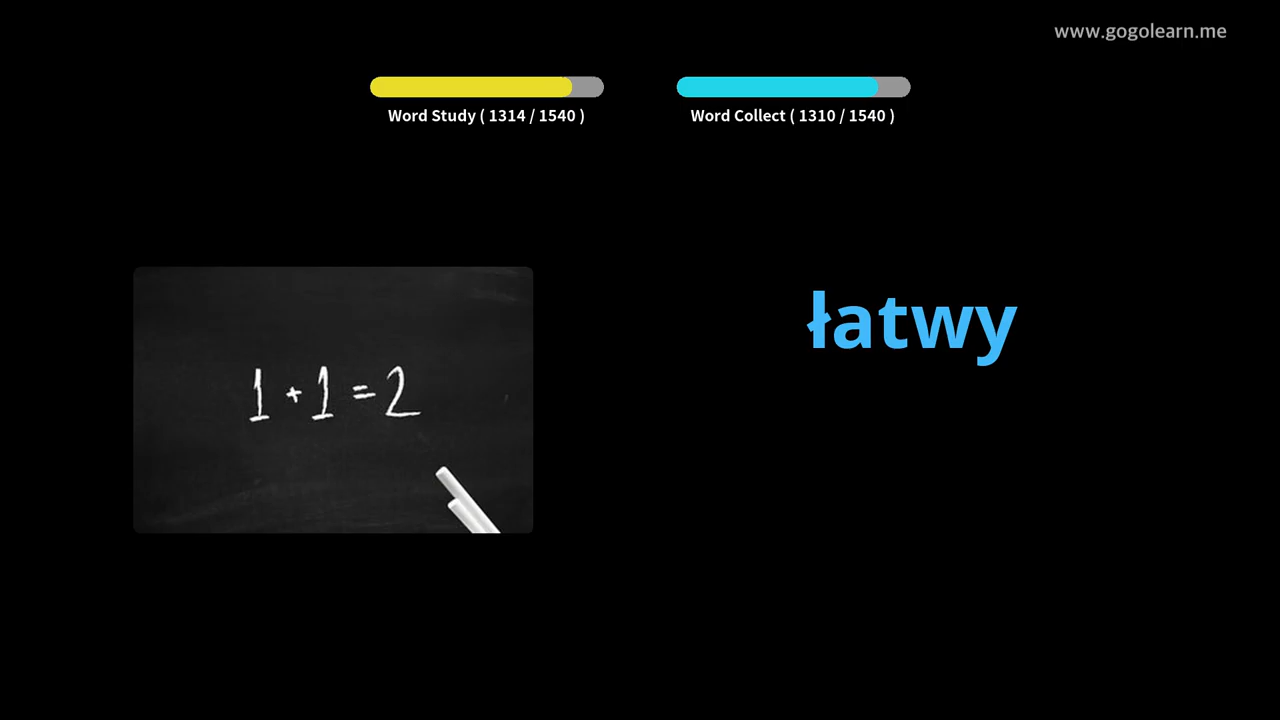 www.gogolearn.me
Word Study ( 1314 / 1540 )
Word Collect ( 1310 / 1540 )
łatwy
1 + 1 = 2